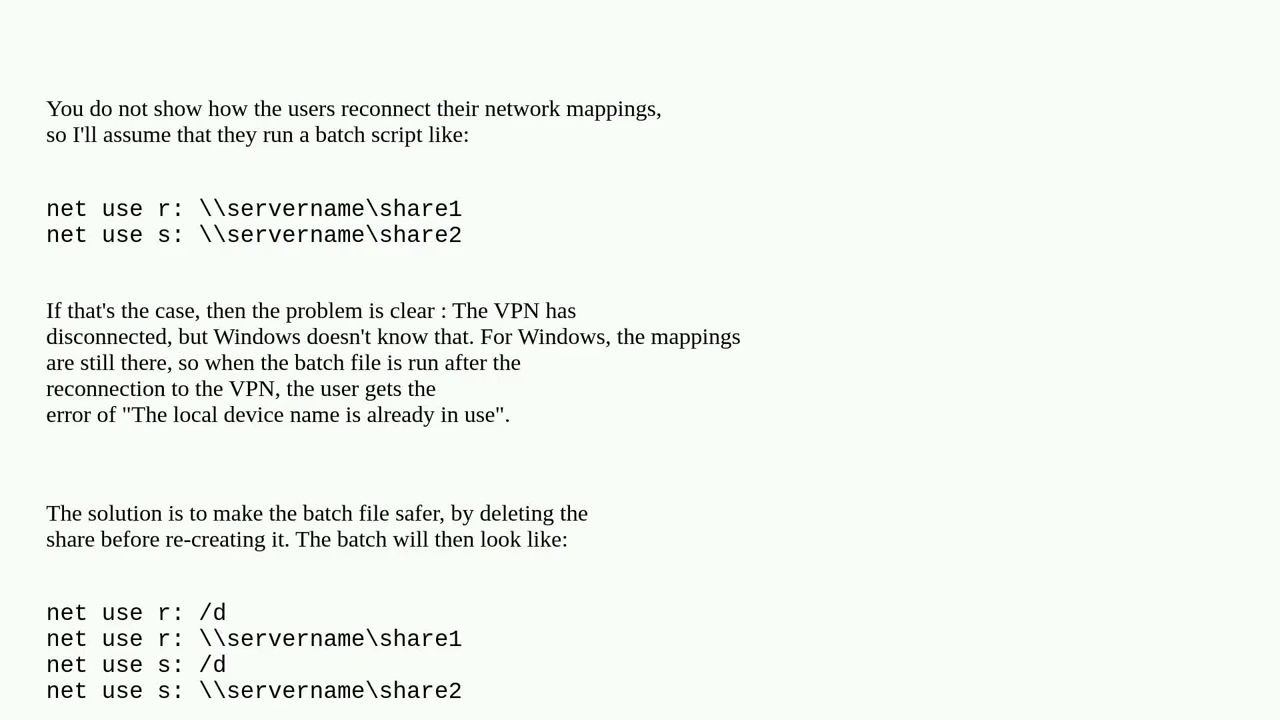 You do not show how the users reconnect their network mappings,
so I'll assume that they run a batch script like:
net use r: \\servername\share1
net use s: \\servername\share2
If that's the case, then the problem is clear : The VPN has
disconnected, but Windows doesn't know that. For Windows, the mappings
are still there, so when the batch file is run after the
reconnection to the VPN, the user gets the
error of "The local device name is already in use".
The solution is to make the batch file safer, by deleting the
share before re-creating it. The batch will then look like:
net use r: /d
net use r: \\servername\share1
net use s: /d
net use s: \\servername\share2